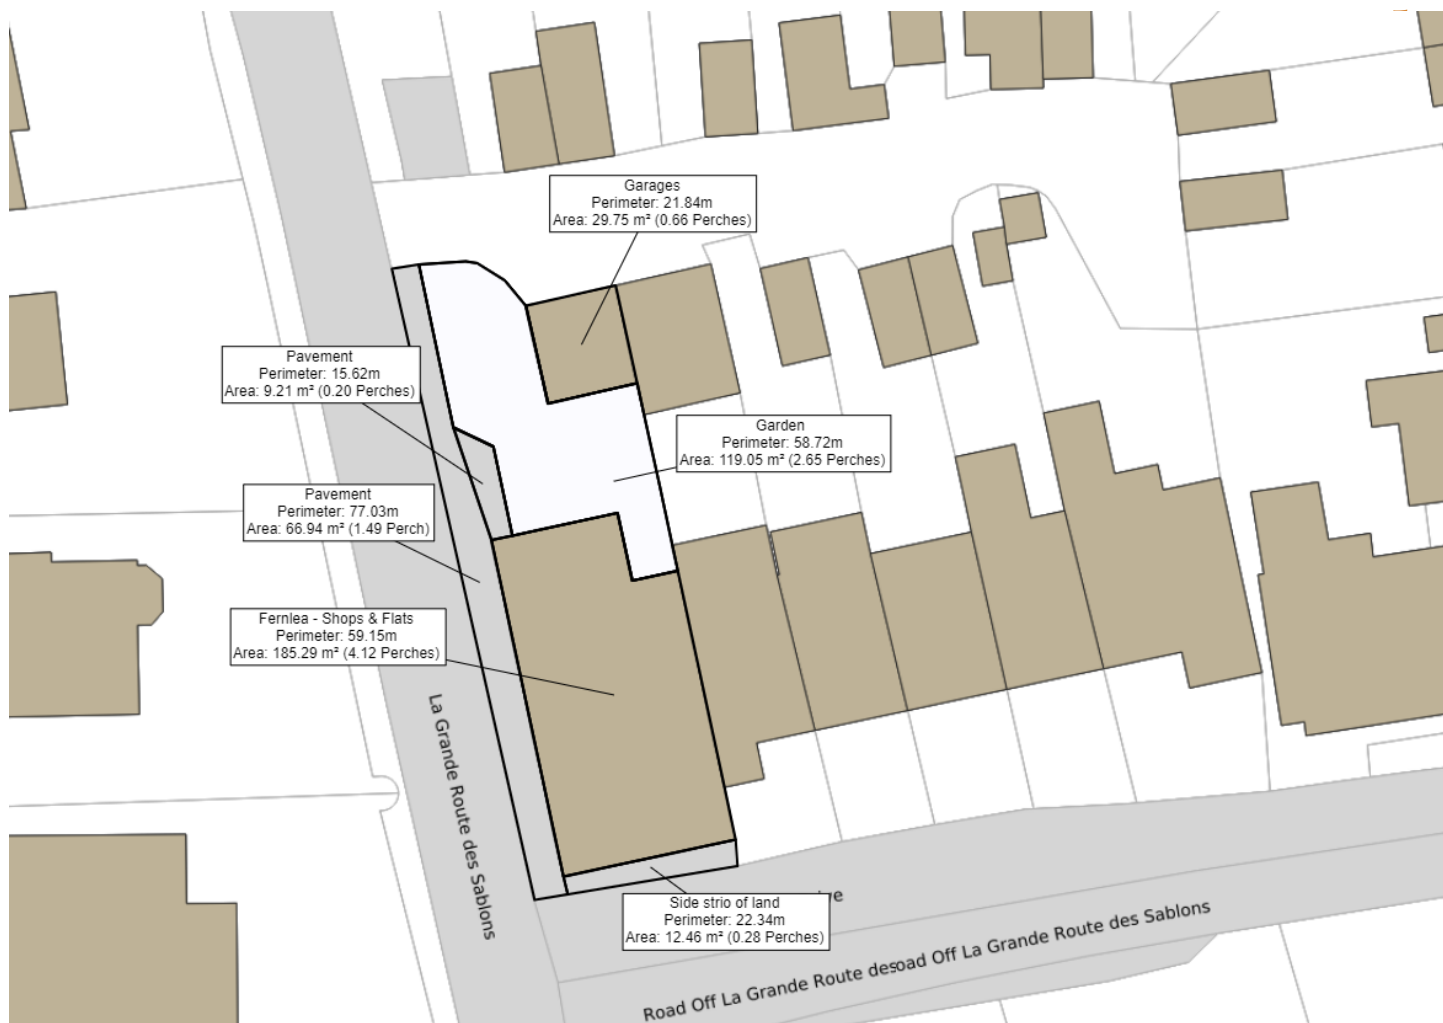 Garages
Perimeter: 21.84m
Area: 29.75 m² (0.66 Perches)
Pavement
Perimeter: 15.62m
Area: 9.21 m² (0.20 Perches)
Garden
Perimeter: 58.72m
Area: 119.05 m² (2.65 Perches)
Pavement
Perimeter: 77.03m
Area: 66.94 m² (1.49 Perch)
Fernlea - Shops & Flats
Perimeter: 59.15m
Area: 185.29 m² (4.12 Perches)
La Grande Route des Sablons
Side strio of land
Perimeter: 22.34m
Area: 12.46 m² (0.28 Perches)
Road Off La Grande Route des
oad Off La Grande Route des Sablons